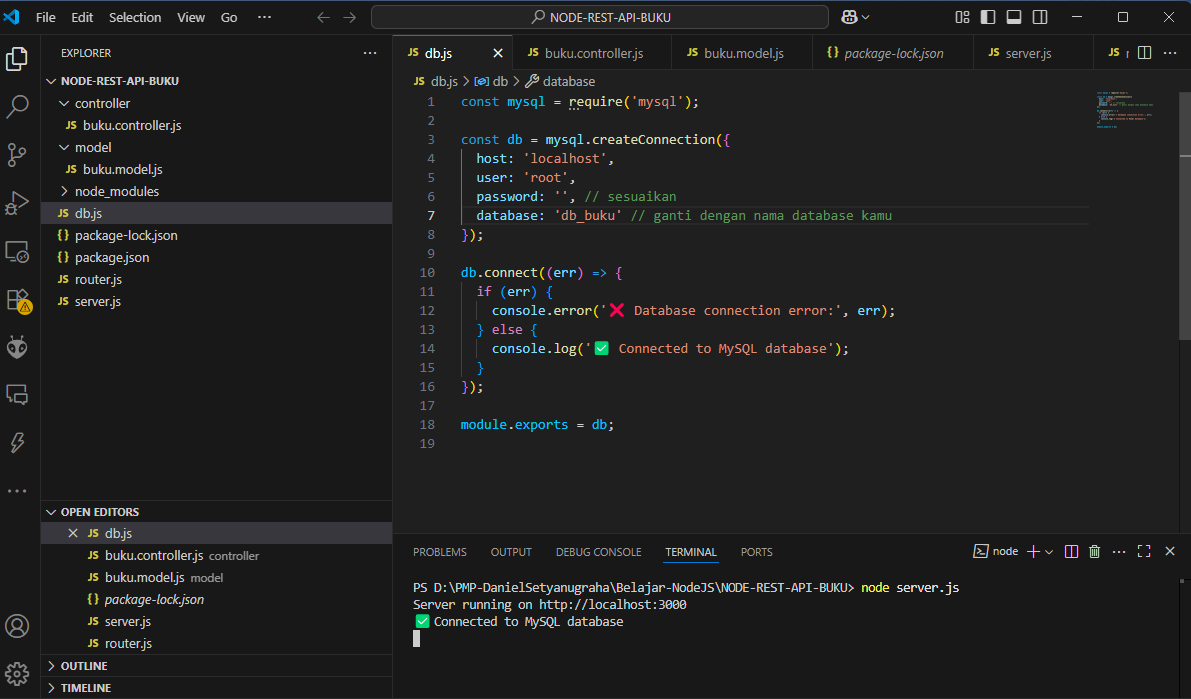 File Edit Selection View Go ··· NODE-REST-API-BUKU
EXPLORER ···
NODE-REST-API-BUKU
controller
JS buku.controller.js
model
JS buku.model.js
node_modules
JS db.js
{} package-lock.json
{} package.json
JS router.js
JS server.js
OPEN EDITORS
JS db.js
JS buku.controller.js controller
JS buku.model.js model
{} package-lock.json
JS server.js
JS router.js
OUTLINE
TIMELINE
JS db.js JS buku.controller.js JS buku.model.js {} package-lock.json JS server.js JS r ···
JS db.js > db > database
1 const mysql = require('mysql');
2
3 const db = mysql.createConnection({
4 host: 'localhost',
5 user: 'root',
6 password: '', // sesuaikan
7 database: 'db_buku' // ganti dengan nama database kamu
8 });
9
10 db.connect((err) => {
11 if (err) {
12 console.error('❌ Database connection error:', err);
13 } else {
14 console.log('✅ Connected to MySQL database');
15 }
16 });
17
18 module.exports = db;
19
PROBLEMS OUTPUT DEBUG CONSOLE TERMINAL PORTS node ···
PS D:\PMP-DanielSetyanugraha\Belajar-NodeJS\NODE-REST-API-BUKU> node server.js
Server running on http://localhost:3000
✅ Connected to MySQL database